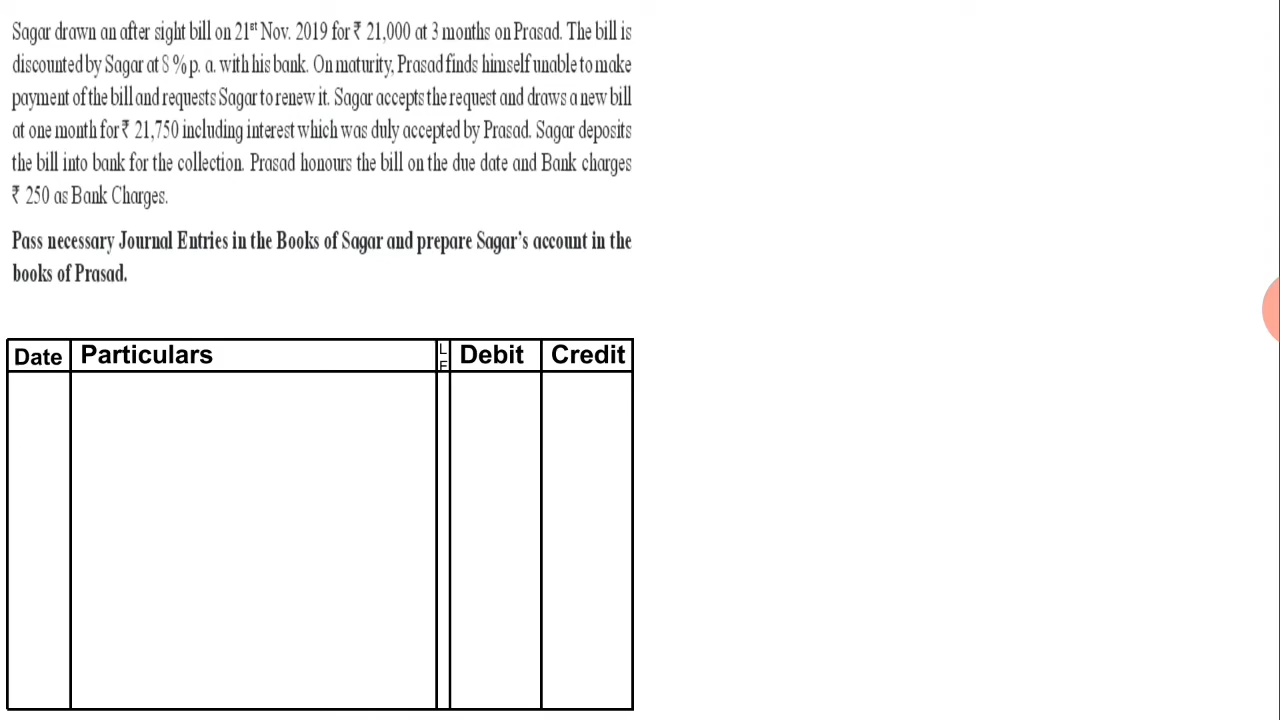 Sagar drawn an after sight bill on 21st Nov. 2019 for ₹ 21,000 at 3 months on Prasad. The bill is
discounted by Sagar at 8 % p. a. with his bank. On maturity, Prasad finds himself unable to make
payment of the bill and requests Sagar to renew it. Sagar accepts the request and draws a new bill
at one month for ₹ 21,750 including interest which was duly accepted by Prasad. Sagar deposits
the bill into bank for the collection. Prasad honours the bill on the due date and Bank charges
₹ 250 as Bank Charges.
Pass necessary Journal Entries in the Books of Sagar and prepare Sagar's account in the
books of Prasad.
Date Particulars L F Debit Credit